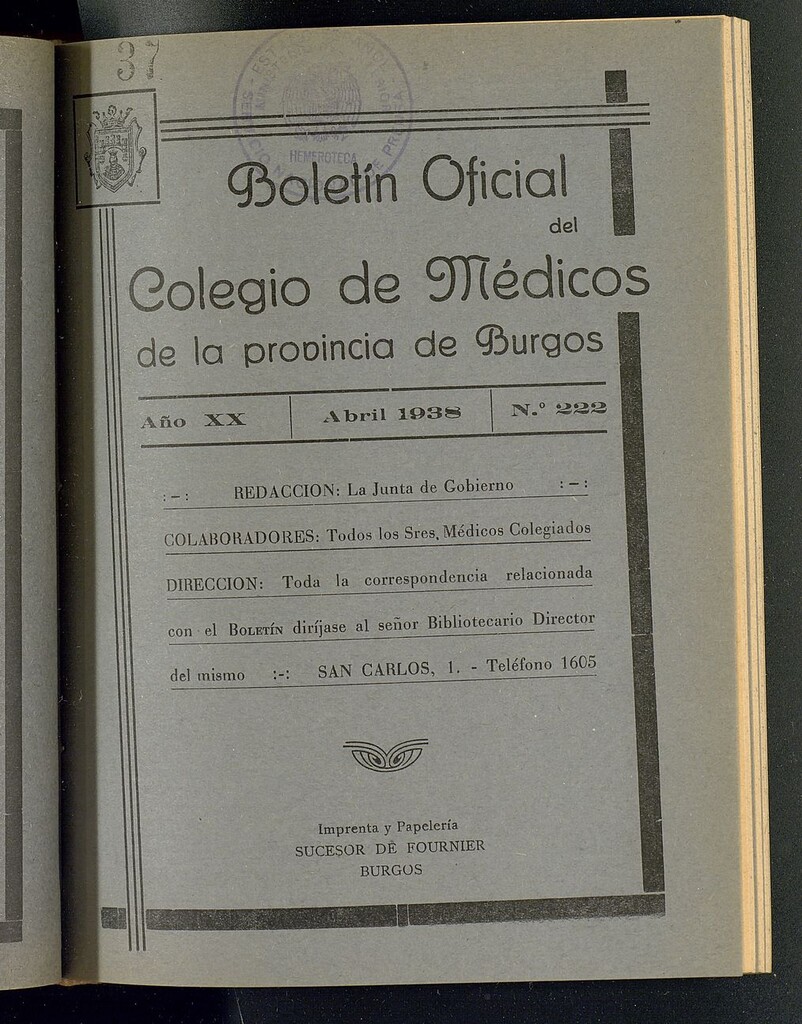 37
HEMEROTECA
Boletín Oficial
del
Colegio de Médicos
de la provincia de Burgos
Año XX
Abril 1938
N.º 222
:-: REDACCION: La Junta de Gobierno :-:
COLABORADORES: Todos los Sres. Médicos Colegiados
DIRECCION: Toda la correspondencia relacionada
con el BOLETÍN diríjase al señor Bibliotecario Director
del mismo :-: SAN CARLOS, 1. - Teléfono 1605
Imprenta y Papelería
SUCESOR DE FOURNIER
BURGOS